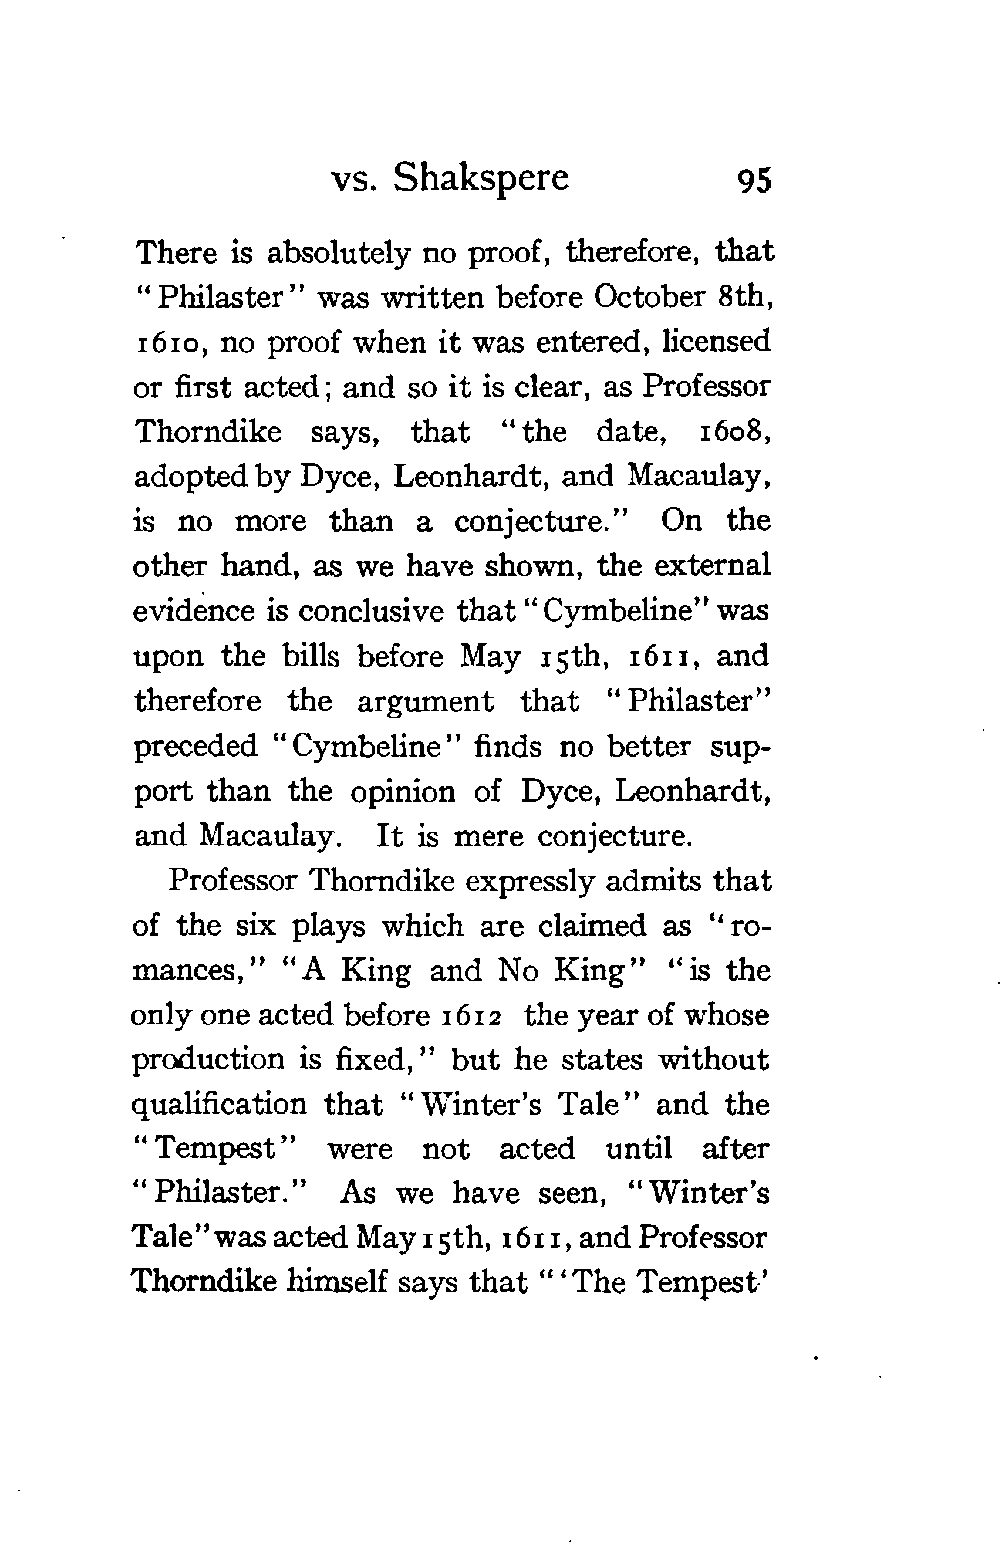 vs. Shakspere 95
There is absolutely no proof, therefore, that
"Philaster" was written before October 8th,
1610, no proof when it was entered, licensed
or first acted; and so it is clear, as Professor
Thorndike says, that "the date, 1608,
adopted by Dyce, Leonhardt, and Macaulay,
is no more than a conjecture." On the
other hand, as we have shown, the external
evidence is conclusive that "Cymbeline" was
upon the bills before May 15th, 1611, and
therefore the argument that "Philaster"
preceded "Cymbeline" finds no better sup-
port than the opinion of Dyce, Leonhardt,
and Macaulay. It is mere conjecture.
Professor Thorndike expressly admits that
of the six plays which are claimed as "ro-
mances," "A King and No King" "is the
only one acted before 1612 the year of whose
production is fixed," but he states without
qualification that "Winter's Tale" and the
"Tempest" were not acted until after
"Philaster." As we have seen, "Winter's
Tale" was acted May 15th, 1611, and Professor
Thorndike himself says that "'The Tempest'